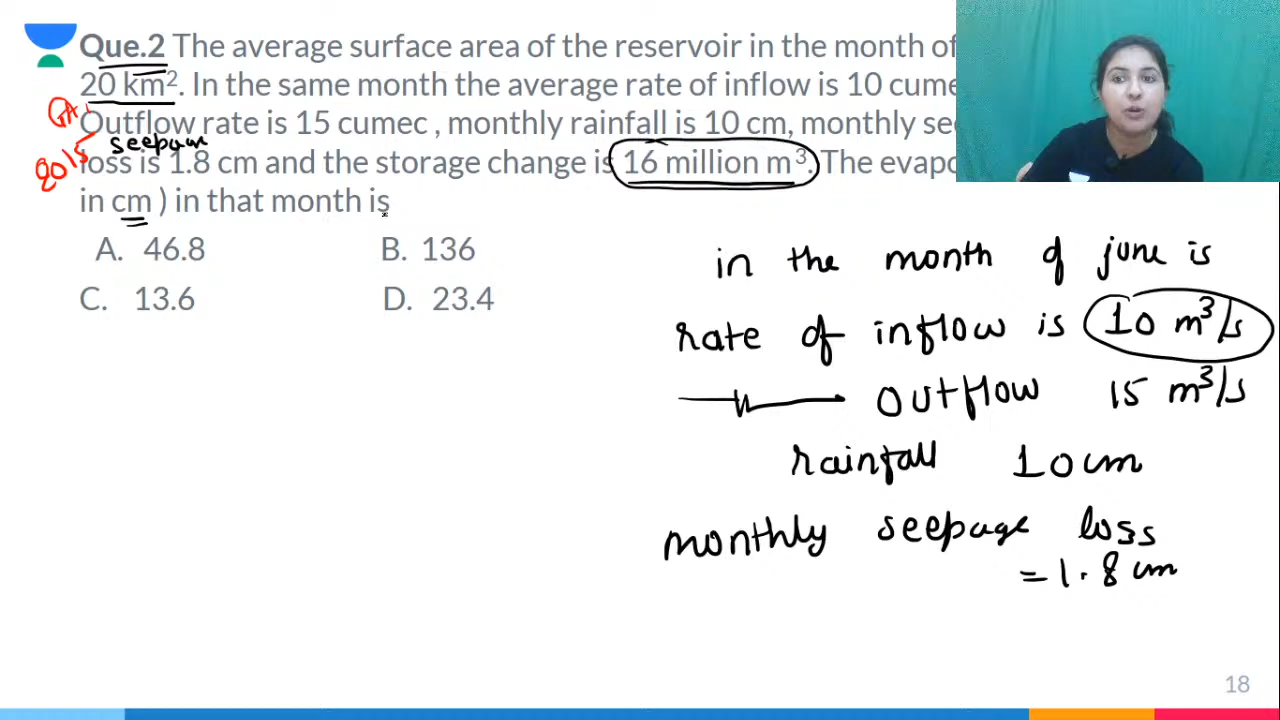 Que.2 The average surface area of the reservoir in the month of
20 km². In the same month the average rate of inflow is 10 cume
Outflow rate is 15 cumec , monthly rainfall is 10 cm, monthly se
seepage
2015
loss is 1.8 cm and the storage change is 16 million m³. The evapo
in cm ) in that month is
A. 46.8
B. 136
C. 13.6
D. 23.4
in the month of june is
rate of inflow is 10 m³/s
outflow 15 m³/s
rainfall 10 cm
monthly seepage loss
= 1.8 cm
18